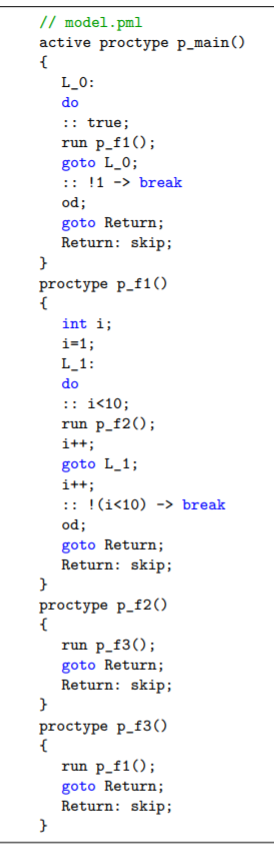 // model.pml
active proctype p_main()
{
L_0:
do
:: true;
run p_f1();
goto L_0;
:: !1 -> break
od;
goto Return;
Return: skip;
}
proctype p_f1()
{
int i;
i=1;
L_1:
do
:: i<10;
run p_f2();
i++;
goto L_1;
i++;
:: !(i<10) -> break
od;
goto Return;
Return: skip;
}
proctype p_f2()
{
run p_f3();
goto Return;
Return: skip;
}
proctype p_f3()
{
run p_f1();
goto Return;
Return: skip;
}